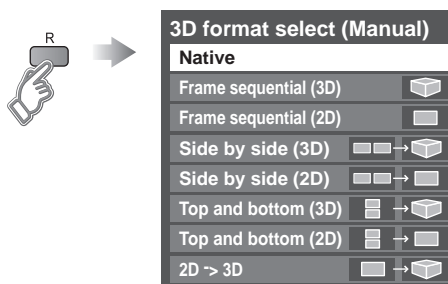 R
3D format select (Manual)
Native
Frame sequential (3D)
Frame sequential (2D)
Side by side (3D)
Side by side (2D)
Top and bottom (3D)
Top and bottom (2D)
2D -> 3D